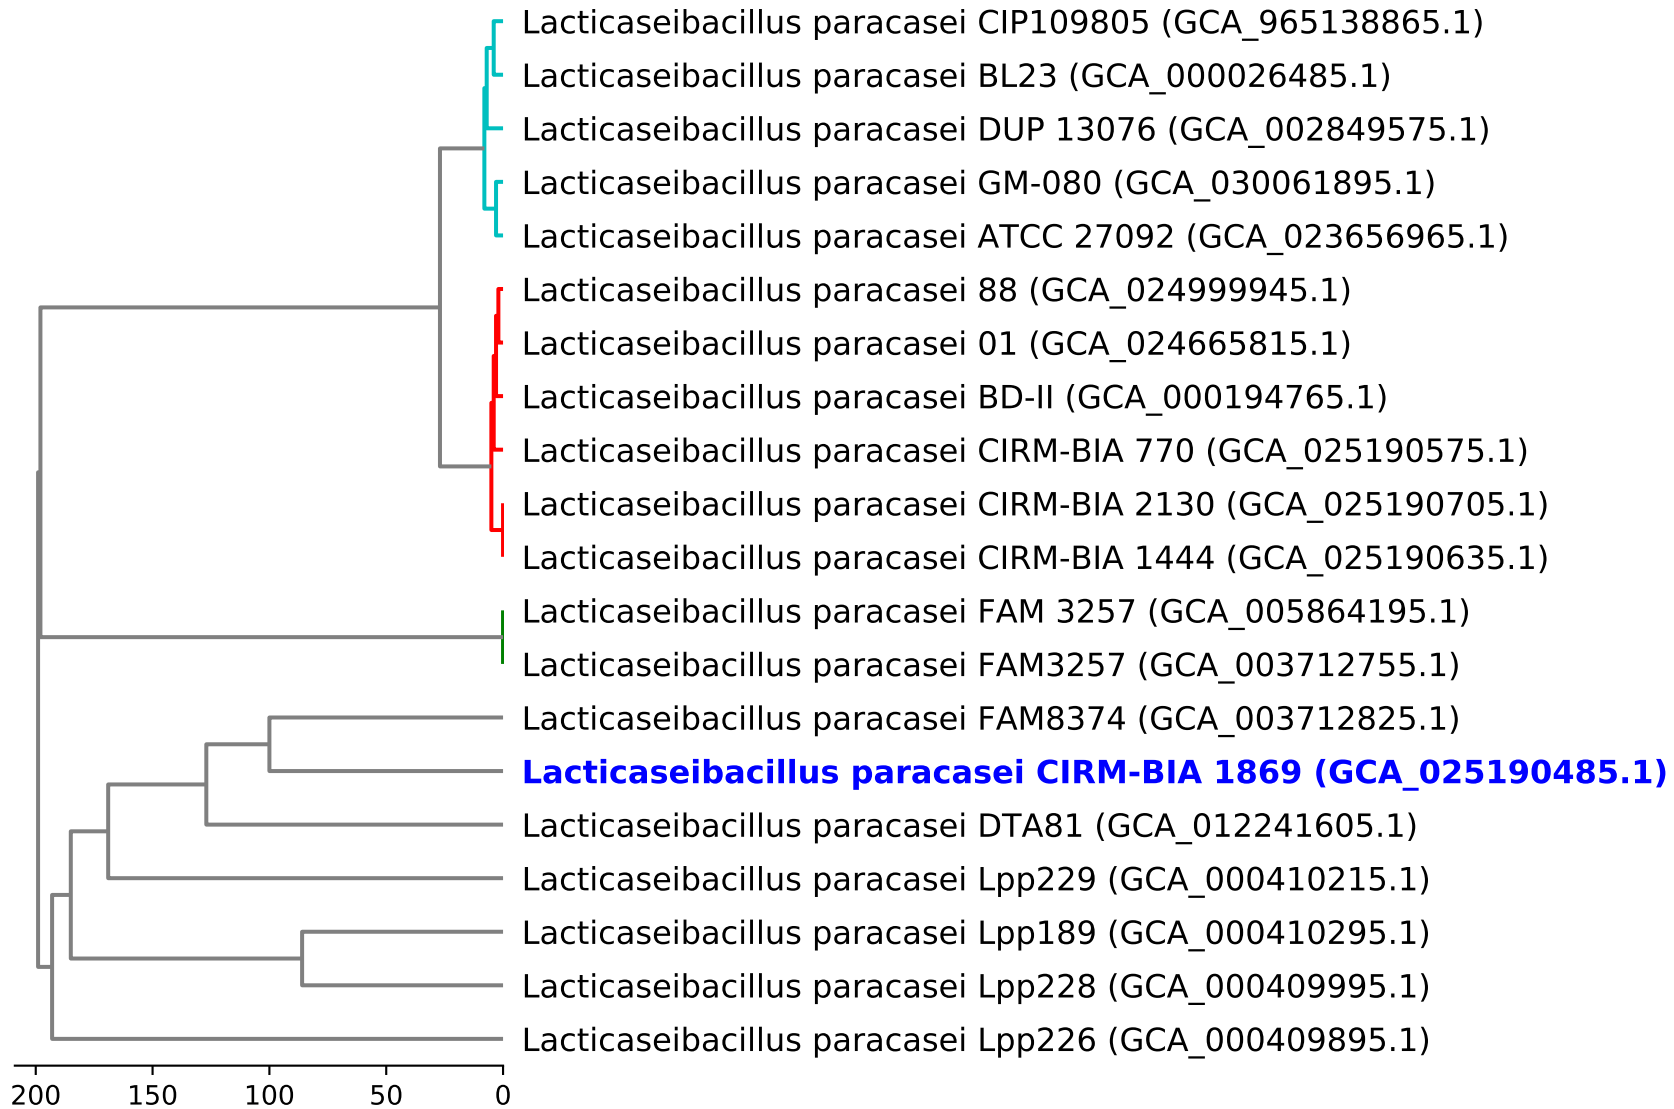 Lacticaseibacillus paracasei CIP109805 (GCA_965138865.1)
Lacticaseibacillus paracasei BL23 (GCA_000026485.1)
Lacticaseibacillus paracasei DUP 13076 (GCA_002849575.1)
Lacticaseibacillus paracasei GM-080 (GCA_030061895.1)
Lacticaseibacillus paracasei ATCC 27092 (GCA_023656965.1)
Lacticaseibacillus paracasei 88 (GCA_024999945.1)
Lacticaseibacillus paracasei 01 (GCA_024665815.1)
Lacticaseibacillus paracasei BD-II (GCA_000194765.1)
Lacticaseibacillus paracasei CIRM-BIA 770 (GCA_025190575.1)
Lacticaseibacillus paracasei CIRM-BIA 2130 (GCA_025190705.1)
Lacticaseibacillus paracasei CIRM-BIA 1444 (GCA_025190635.1)
Lacticaseibacillus paracasei FAM 3257 (GCA_005864195.1)
Lacticaseibacillus paracasei FAM3257 (GCA_003712755.1)
Lacticaseibacillus paracasei FAM8374 (GCA_003712825.1)
Lacticaseibacillus paracasei CIRM-BIA 1869 (GCA_025190485.1)
Lacticaseibacillus paracasei DTA81 (GCA_012241605.1)
Lacticaseibacillus paracasei Lpp229 (GCA_000410215.1)
Lacticaseibacillus paracasei Lpp189 (GCA_000410295.1)
Lacticaseibacillus paracasei Lpp228 (GCA_000409995.1)
Lacticaseibacillus paracasei Lpp226 (GCA_000409895.1)
200 150 100 50 0